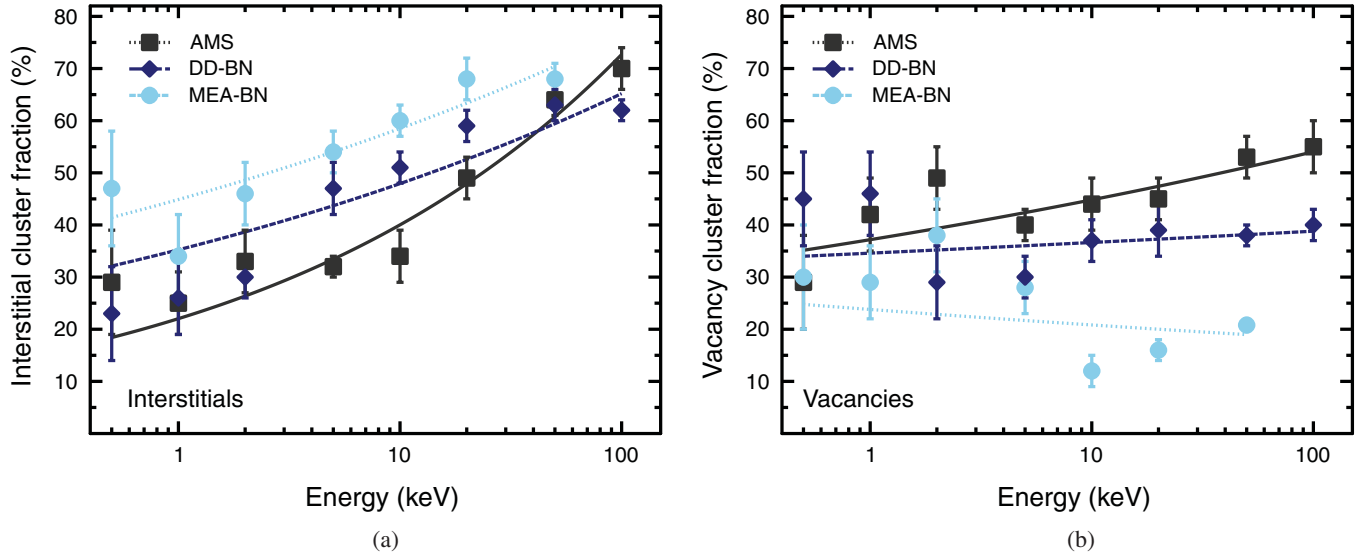 AMS
DD-BN
MEA-BN
Interstitial cluster fraction (%)
70
60
50
40
30
20
10
Interstitials
1
10
100
Energy (keV)
(a)
AMS
DD-BN
MEA-BN
Vacancy cluster fraction (%)
70
60
50
40
30
20
10
Vacancies
1
10
100
Energy (keV)
(b)